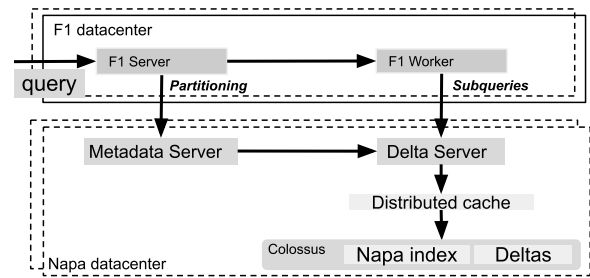 F1 datacenter
F1 Server
F1 Worker
query
Partitioning
Subqueries
Metadata Server
Delta Server
Distributed cache
Colossus
Napa index
Deltas
Napa datacenter